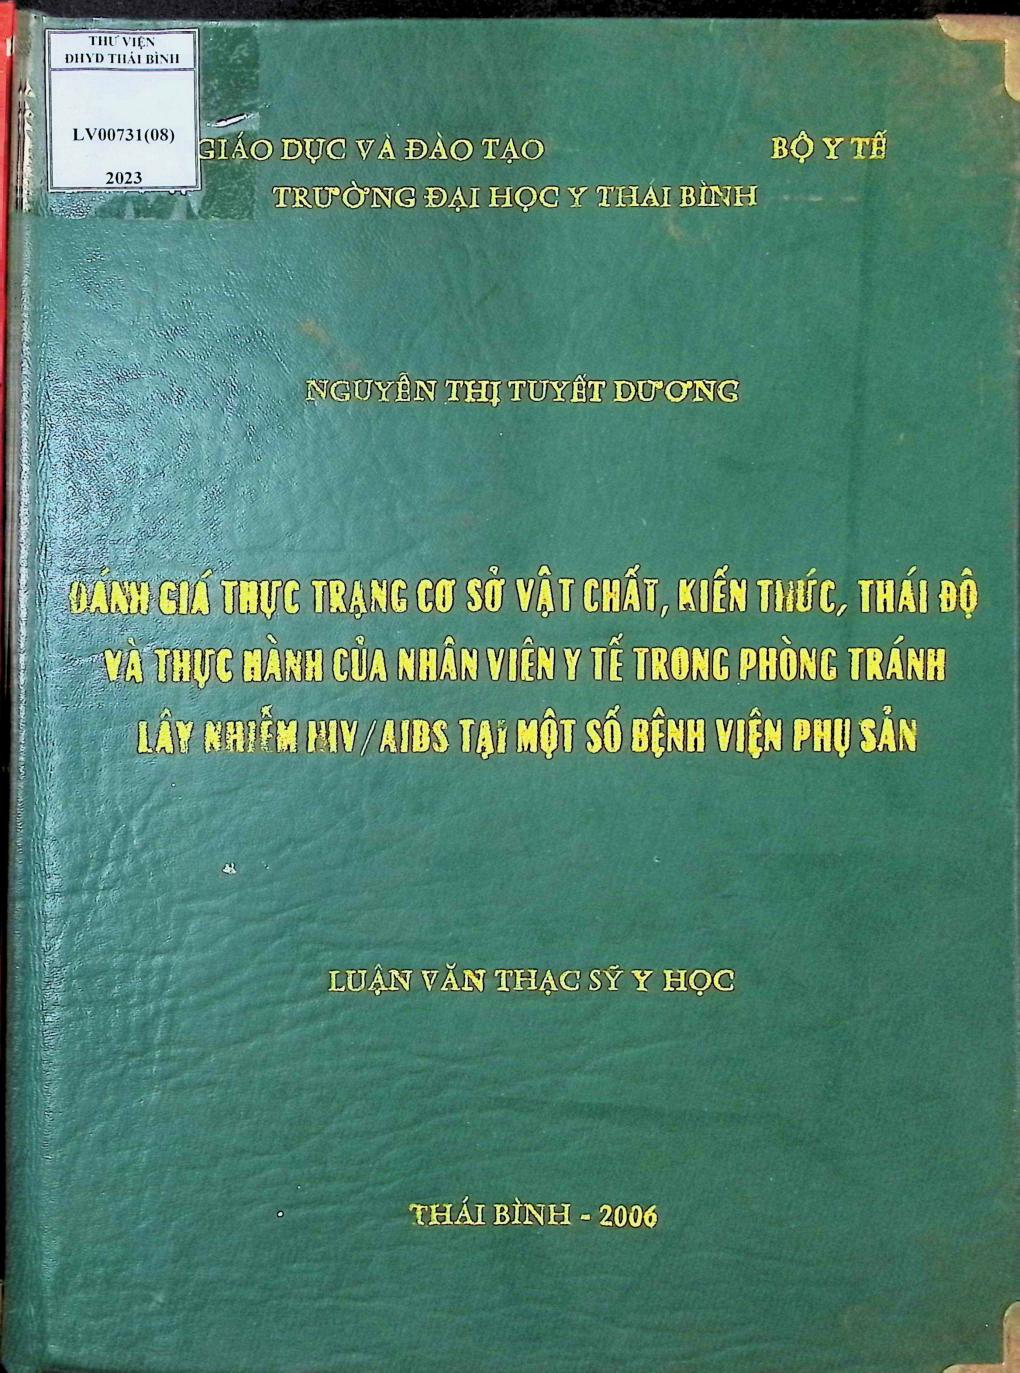 THƯ VIỆN
ĐHYD THÁI BÌNH
LV00731(08)
2023
GIÁO DỤC VÀ ĐÀO TẠO BỘ Y TẾ
TRƯỜNG ĐẠI HỌC Y THÁI BÌNH
NGUYỄN THỊ TUYẾT DƯƠNG
ĐÁNH GIÁ THỰC TRẠNG CƠ SỞ VẬT CHẤT, KIẾN THỨC, THÁI ĐỘ
VÀ THỰC HÀNH CỦA NHÂN VIÊN Y TẾ TRONG PHÒNG TRÁNH
LÂY NHIỄM HIV/AIDS TẠI MỘT SỐ BỆNH VIỆN PHỤ SẢN
LUẬN VĂN THẠC SỸ Y HỌC
THÁI BÌNH - 2006